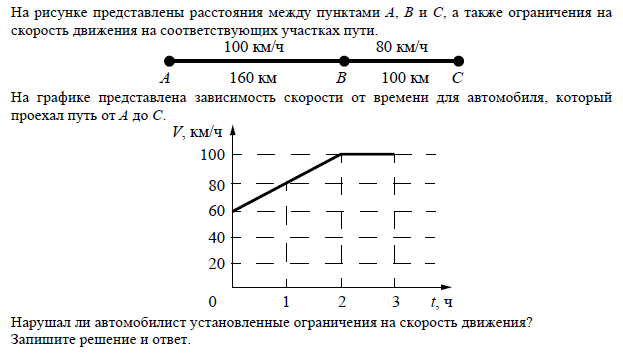 На рисунке представлены расстояния между пунктами A, B и C, а также ограничения на
скорость движения на соответствующих участках пути.
100 км/ч 80 км/ч
A 160 км B 100 км C
На графике представлена зависимость скорости от времени для автомобиля, который
проехал путь от A до C.
V, км/ч
100
80
60
40
20
0 1 2 3 t, ч
Нарушал ли автомобилист установленные ограничения на скорость движения?
Запишите решение и ответ.